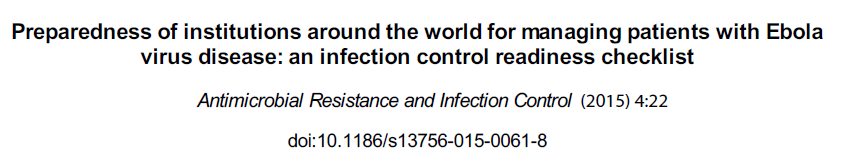 Preparedness of institutions around the world for managing patients with Ebola
virus disease: an infection control readiness checklist
Antimicrobial Resistance and Infection Control (2015) 4:22
doi:10.1186/s13756-015-0061-8